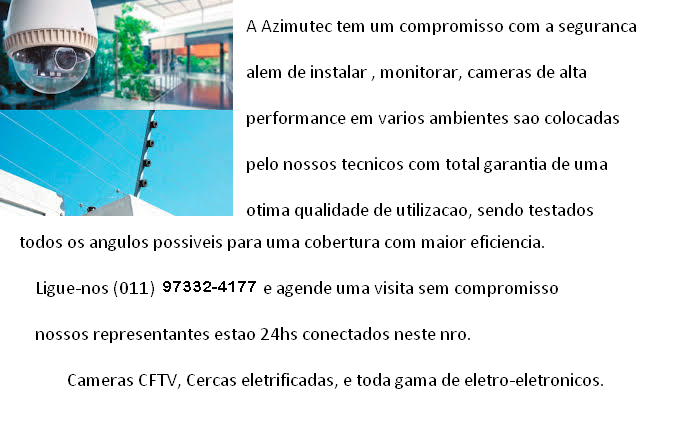 A Azimutec tem um compromisso com a seguranca
alem de instalar , monitorar, cameras de alta
performance em varios ambientes sao colocadas
pelo nossos tecnicos com total garantia de uma
otima qualidade de utilizacao, sendo testados
todos os angulos possiveis para uma cobertura com maior eficiencia.
Ligue-nos (011) 97332-4177 e agende uma visita sem compromisso
nossos representantes estao 24hs conectados neste nro.
Cameras CFTV, Cercas eletrificadas, e toda gama de eletro-eletronicos.